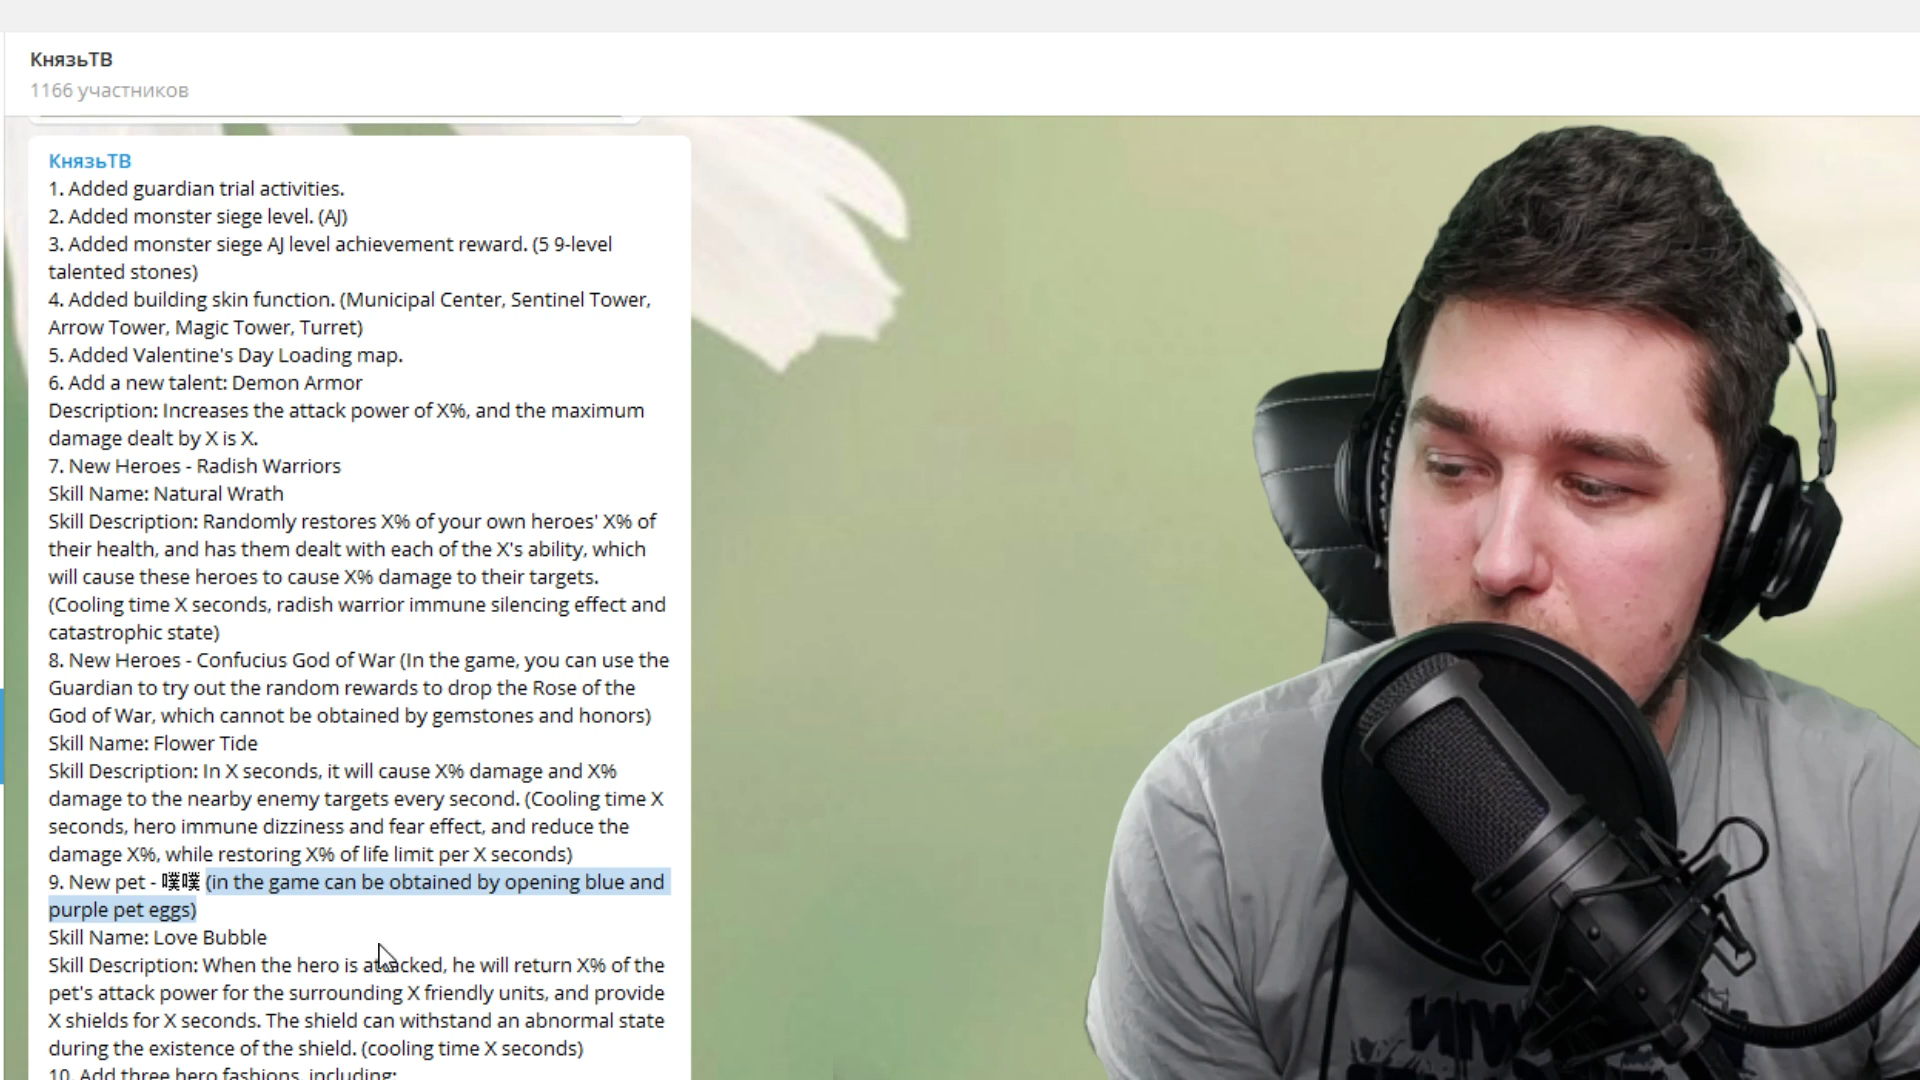 КнязьТВ
1166 участников
КнязьТВ
1. Added guardian trial activities.
2. Added monster siege level. (AJ)
3. Added monster siege AJ level achievement reward. (5 9-level
talented stones)
4. Added building skin function. (Municipal Center, Sentinel Tower,
Arrow Tower, Magic Tower, Turret)
5. Added Valentine's Day Loading map.
6. Add a new talent: Demon Armor
Description: Increases the attack power of X%, and the maximum
damage dealt by X is X.
7. New Heroes - Radish Warriors
Skill Name: Natural Wrath
Skill Description: Randomly restores X% of your own heroes' X% of
their health, and has them dealt with each of the X's ability, which
will cause these heroes to cause X% damage to their targets.
(Cooling time X seconds, radish warrior immune silencing effect and
catastrophic state)
8. New Heroes - Confucius God of War (In the game, you can use the
Guardian to try out the random rewards to drop the Rose of the
God of War, which cannot be obtained by gemstones and honors)
Skill Name: Flower Tide
Skill Description: In X seconds, it will cause X% damage and X%
damage to the nearby enemy targets every second. (Cooling time X
seconds, hero immune dizziness and fear effect, and reduce the
damage X%, while restoring X% of life limit per X seconds)
9. New pet - 噗噗 (in the game can be obtained by opening blue and
purple pet eggs)
Skill Name: Love Bubble
Skill Description: When the hero is attacked, he will return X% of the
pet's attack power for the surrounding X friendly units, and provide
X shields for X seconds. The shield can withstand an abnormal state
during the existence of the shield. (cooling time X seconds)
10. Add three hero fashions, including: